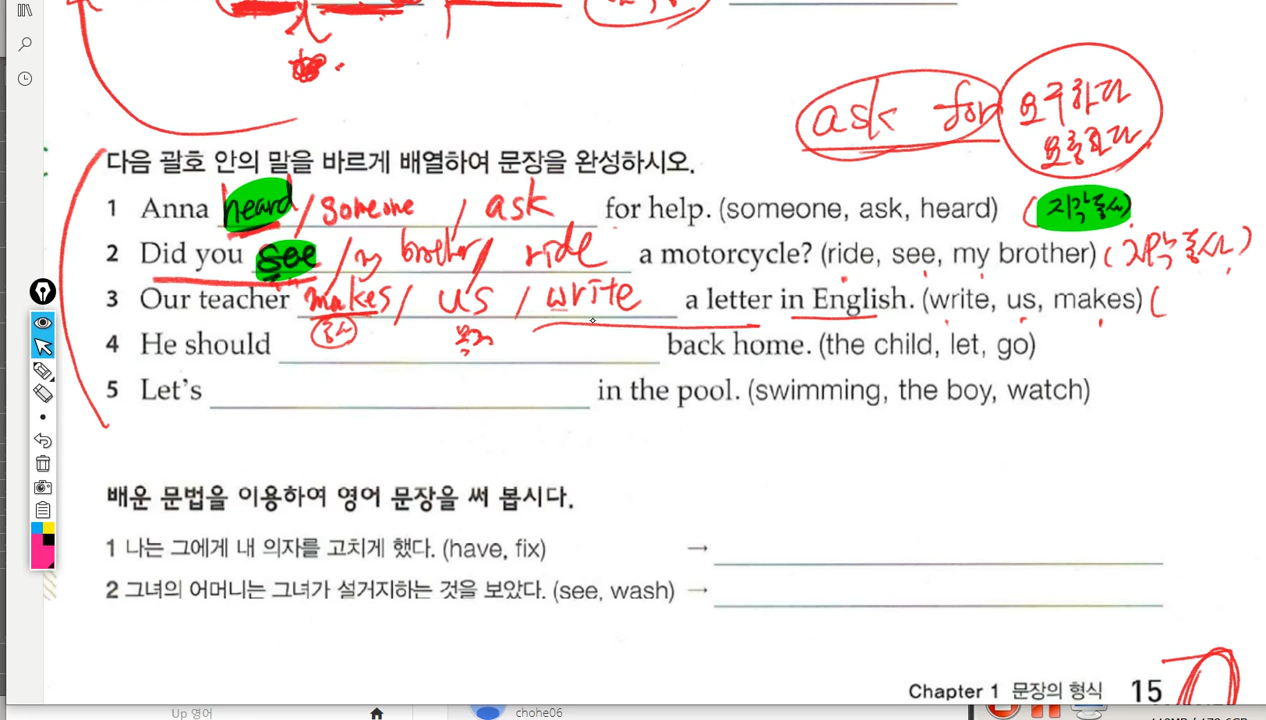 ask for 요구하다
요청하다
다음 괄호 안의 말을 바르게 배열하여 문장을 완성하시오.
1 Anna heard / someone / ask for help. (someone, ask, heard) (지각동사)
2 Did you see / my brother / ride a motorcycle? (ride, see, my brother) (지각동사)
3 Our teacher makes / us / write a letter in English. (write, us, makes) (
동사
4 He should back home. (the child, let, go)
5 Let's in the pool. (swimming, the boy, watch)
배운 문법을 이용하여 영어 문장을 써 봅시다.
1 나는 그에게 내 의자를 고치게 했다. (have, fix) →
2 그녀의 어머니는 그녀가 설거지하는 것을 보았다. (see, wash) →
Chapter 1 문장의 형식 15
Up 영어 chohe06